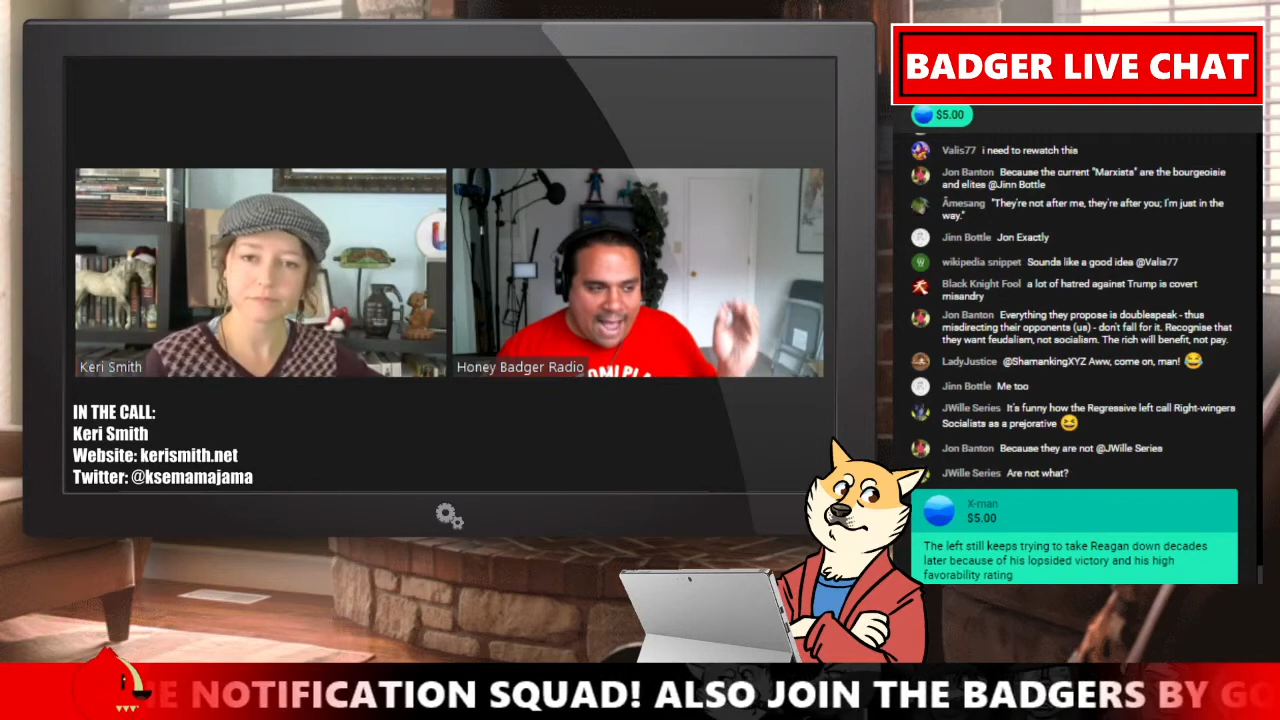 BADGER LIVE CHAT
$5.00
Valis77 i need to rewatch this
Jon Banton Because the current "Marxists" are the bourgeoisie
and elites @Jinn Bottle
Âmesang "They're not after me, they're after you; I'm just in the
way."
Jinn Bottle Jon Exactly
wikipedia snippet Sounds like a good idea @Valis77
Black Knight Fool a lot of hatred against Trump is covert
misandry
Jon Banton Everything they propose is doublespeak - thus
misdirecting their opponents (us) - don't fall for it. Recognise that
they want feudalism, not socialism. The rich will benefit, not pay.
LadyJustice @ShamankingXYZ Aww, come on, man! 😂
Jinn Bottle Me too
JWille Series It's funny how the Regressive left call Right-wingers
Socialists as a prejorative 😆
Jon Banton Because they are not @JWille Series
JWille Series Are not what?
X-man
$5.00
The left still keeps trying to take Reagan down decades
later because of his lopsided victory and his high
favorability rating
Keri Smith
Honey Badger Radio
IN THE CALL:
Keri Smith
Website: kerismith.net
Twitter: @ksemamajama
NOTIFICATION SQUAD! ALSO JOIN THE BADGERS BY GO